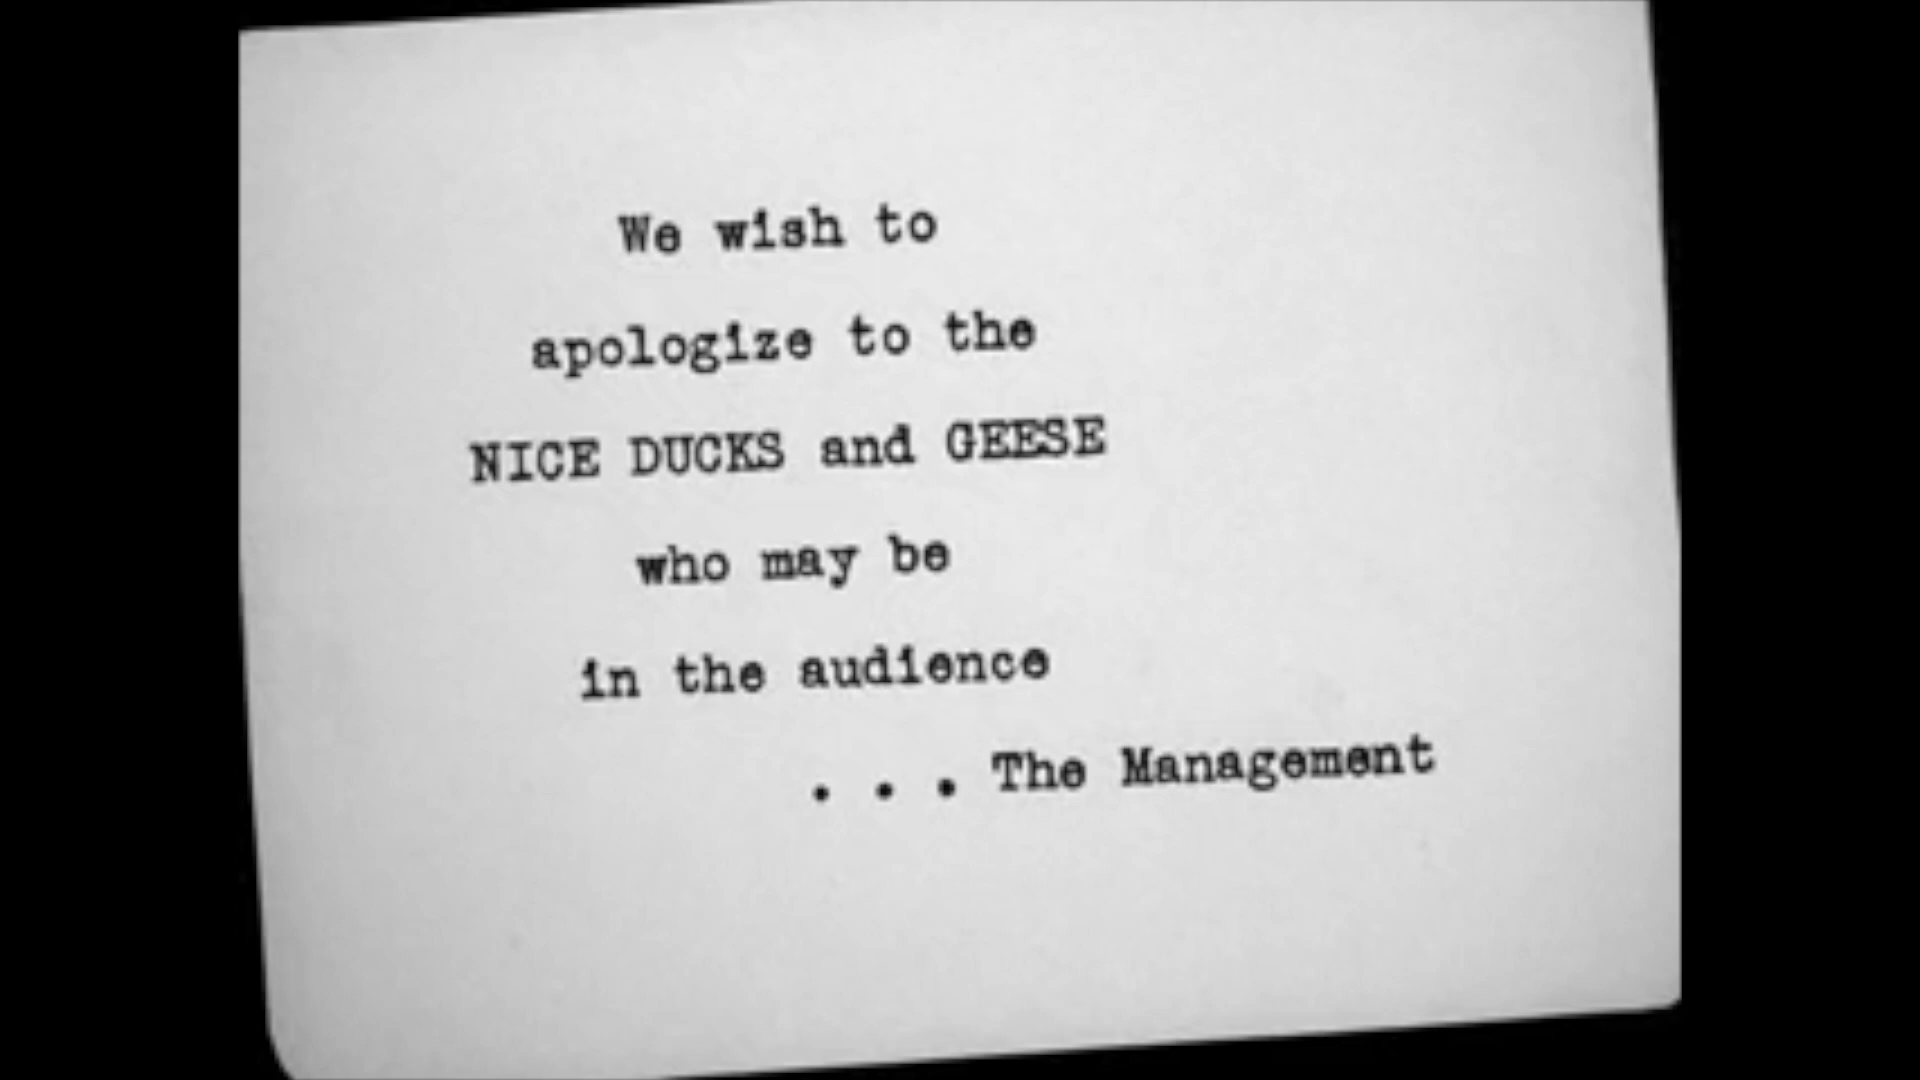 We wish to
apologize to the
NICE DUCKS and GEESE
who may be
in the audience
. . . The Management